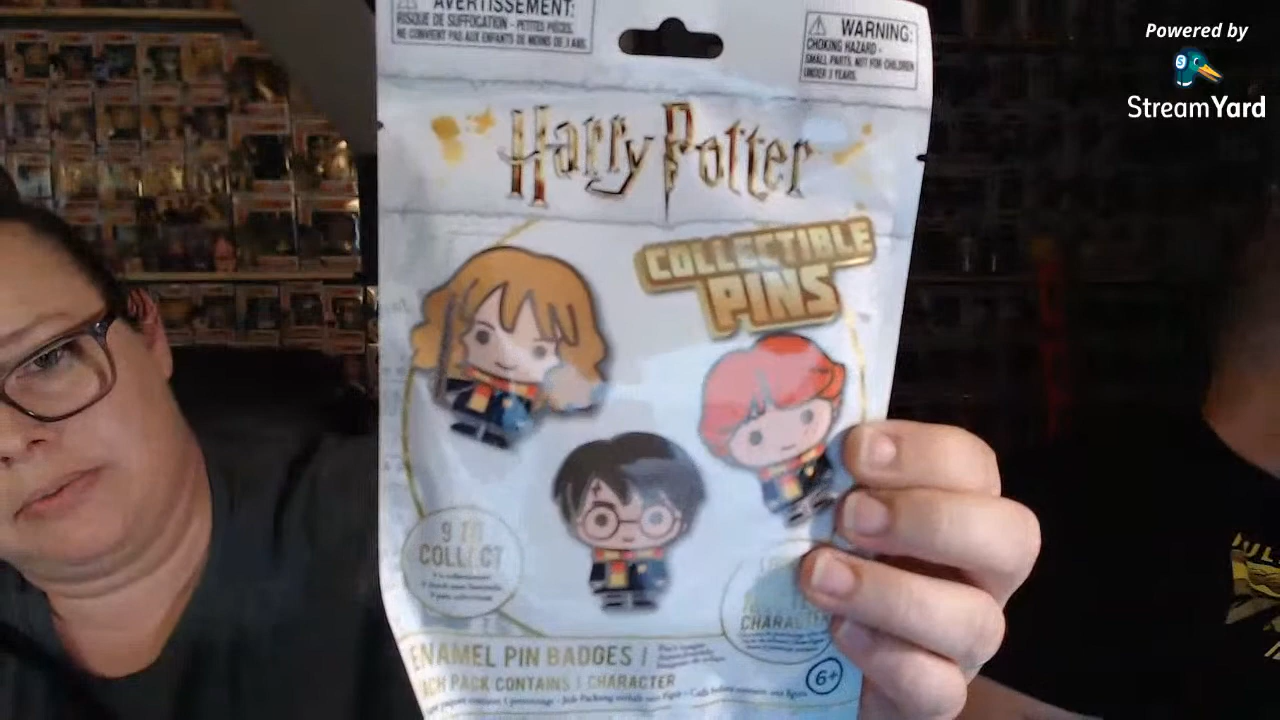 AVERTISSEMENT:
RISQUE DE SUFFOCATION - PETITES PIÈCES.
NE CONVIENT PAS AUX ENFANTS DE MOINS DE 3 ANS
WARNING:
CHOKING HAZARD -
SMALL PARTS. NOT FOR CHILDREN
UNDER 3 YEARS.
Powered by
StreamYard
Harry Potter
COLLECTIBLE
PINS
9 TO
COLLECT
CHARACTER
ENAMEL PIN BADGES
ACH PACK CONTAINS 1 CHARACTER
6+